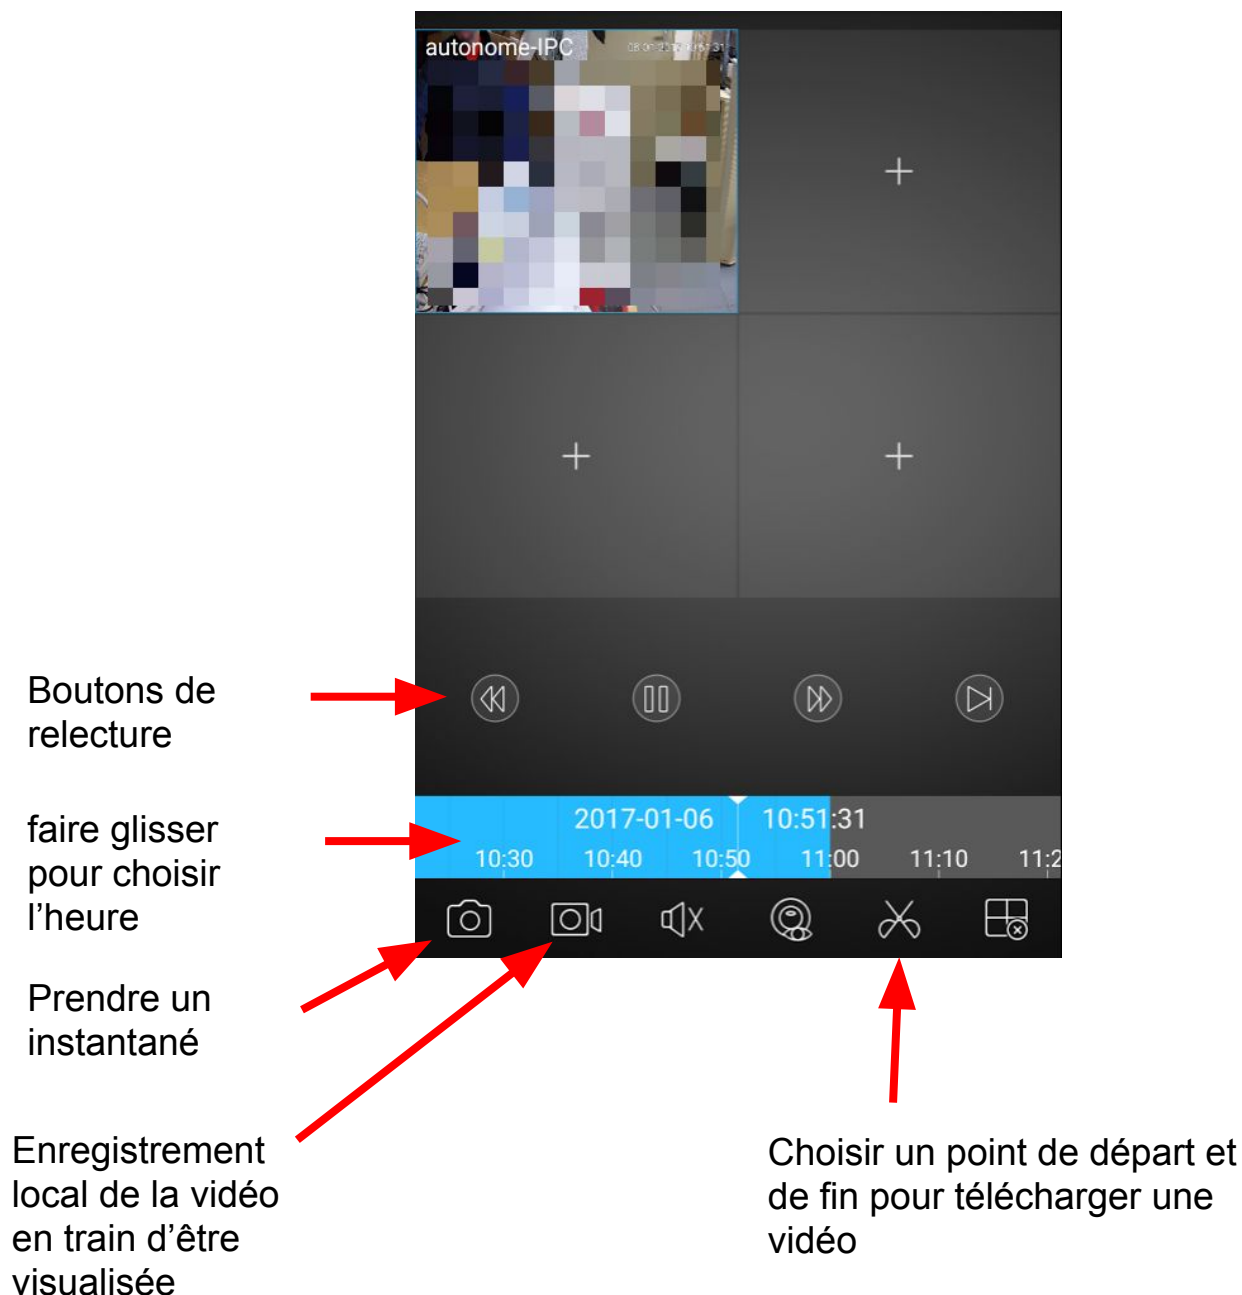 autonome-IPC
Boutons de
relecture
faire glisser
pour choisir
l’heure
2017-01-06 10:51:31
10:30 10:40 10:50 11:00 11:10 11:2
Prendre un
instantané
Enregistrement
local de la vidéo
en train d’être
visualisée
Choisir un point de départ et
de fin pour télécharger une
vidéo